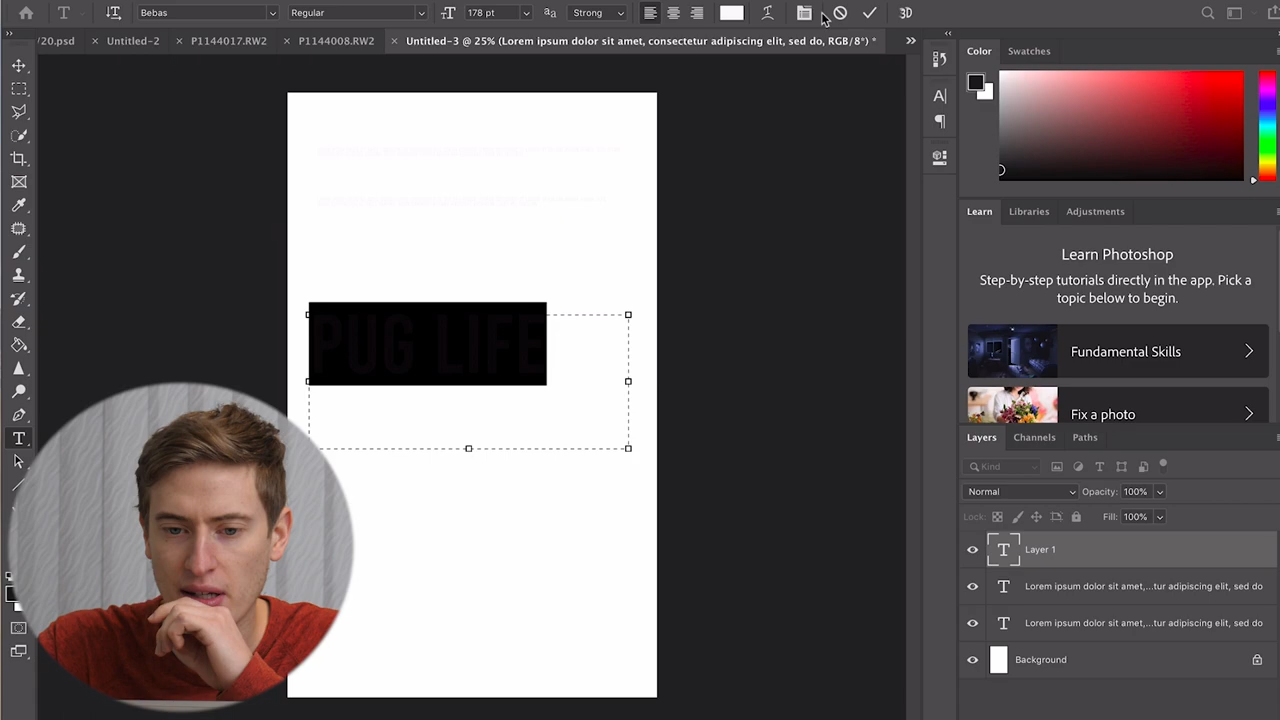 Bebas Regular 178 pt Strong 3D
/20.psd × Untitled-2 × P1144017.RW2 × P1144008.RW2 × Untitled-3 @ 25% (Lorem ipsum dolor sit amet, consectetur adipiscing elit, sed do, RGB/8*) *
Color Swatches
PUG LIFE
Learn Libraries Adjustments
Learn Photoshop
Step-by-step tutorials directly in the app. Pick a
topic below to begin.
Fundamental Skills
Fix a photo
Layers Channels Paths
Kind
Normal Opacity: 100%
Lock: Fill: 100%
Layer 1
Lorem ipsum dolor sit amet,...tur adipiscing elit, sed do
Lorem ipsum dolor sit amet,...tur adipiscing elit, sed do
Background